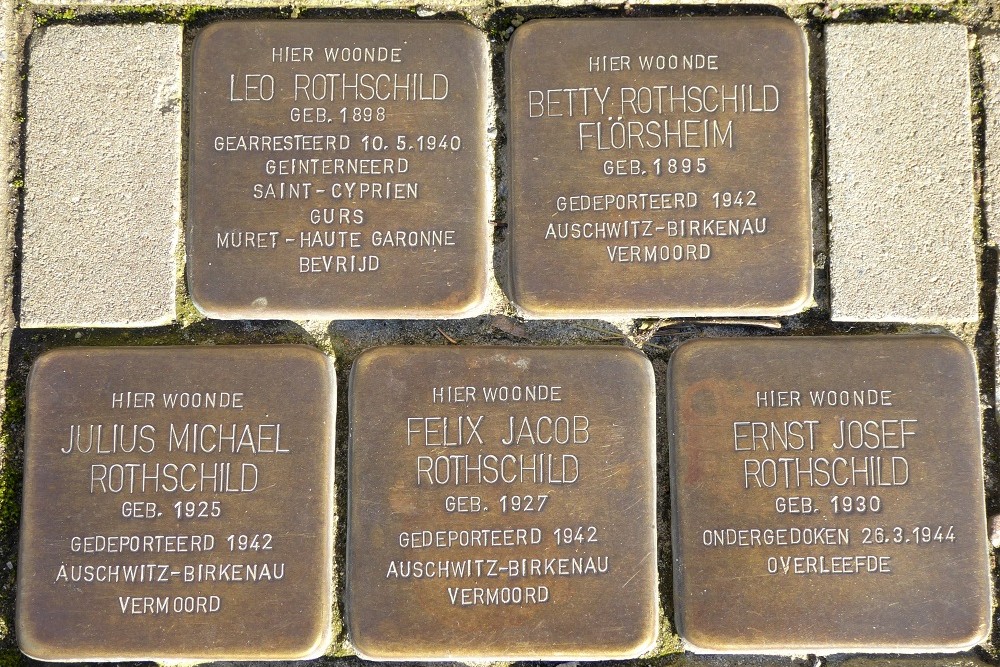 HIER WOONDE
LEO ROTHSCHILD
GEB. 1898
GEARRESTEERD 10.5.1940
GEÏNTERNEERD
SAINT-CYPRIEN
GURS
MURET-HAUTE GARONNE
BEVRIJD
HIER WOONDE
BETTY ROTHSCHILD
FLÖRSHEIM
GEB. 1895
GEDEPORTEERD 1942
AUSCHWITZ-BIRKENAU
VERMOORD
HIER WOONDE
JULIUS MICHAEL
ROTHSCHILD
GEB. 1925
GEDEPORTEERD 1942
AUSCHWITZ-BIRKENAU
VERMOORD
HIER WOONDE
FELIX JACOB
ROTHSCHILD
GEB. 1927
GEDEPORTEERD 1942
AUSCHWITZ-BIRKENAU
VERMOORD
HIER WOONDE
ERNST JOSEF
ROTHSCHILD
GEB. 1930
ONDERGEDOKEN 26.3.1944
OVERLEEFDE